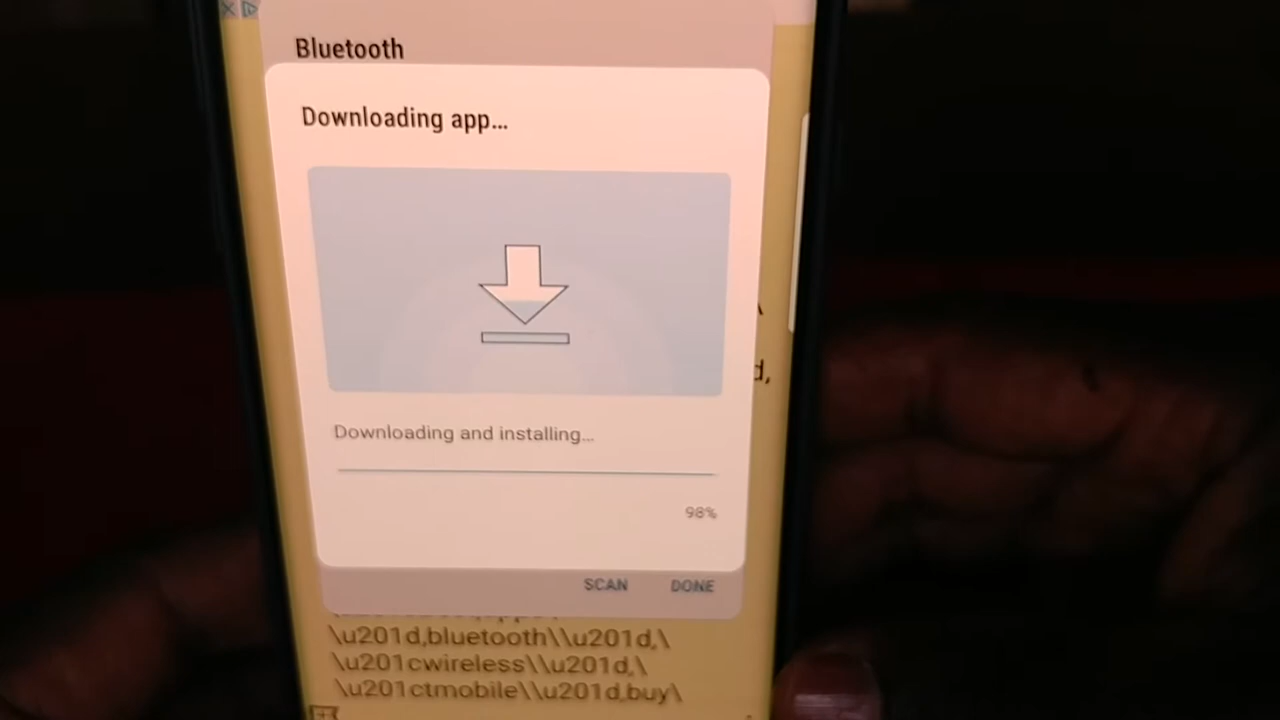 Bluetooth
Downloading app...
d,
Downloading and installing...
98%
SCAN DONE
\u201d,bluetooth\\u201d,\
\u201cwireless\\u201d,\
\u201ctmobile\\u201d,buy\